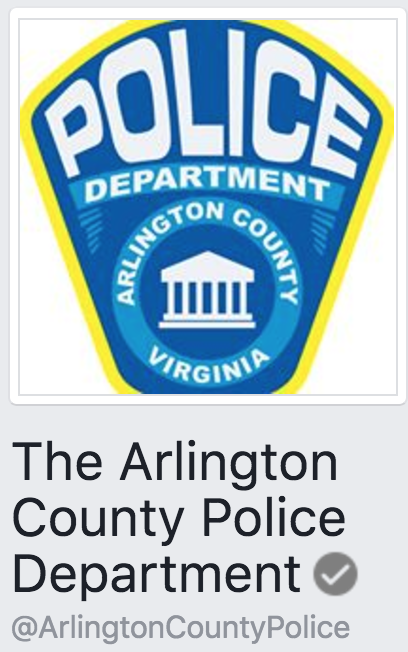 POLICE
DEPARTMENT
ARLINGTON COUNTY
VIRGINIA
The Arlington
County Police
Department
@ArlingtonCountyPolice